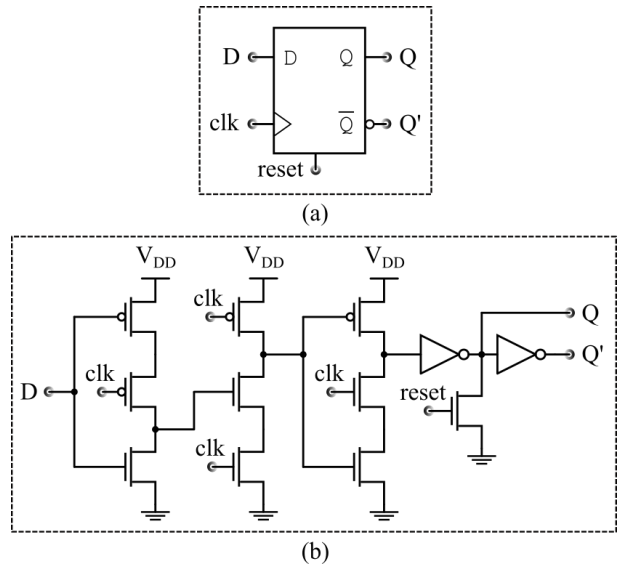 D D Q Q
clk Q Q'
reset
(a)
V_DD V_DD V_DD
clk
Q
clk clk Q'
D reset
clk
(b)